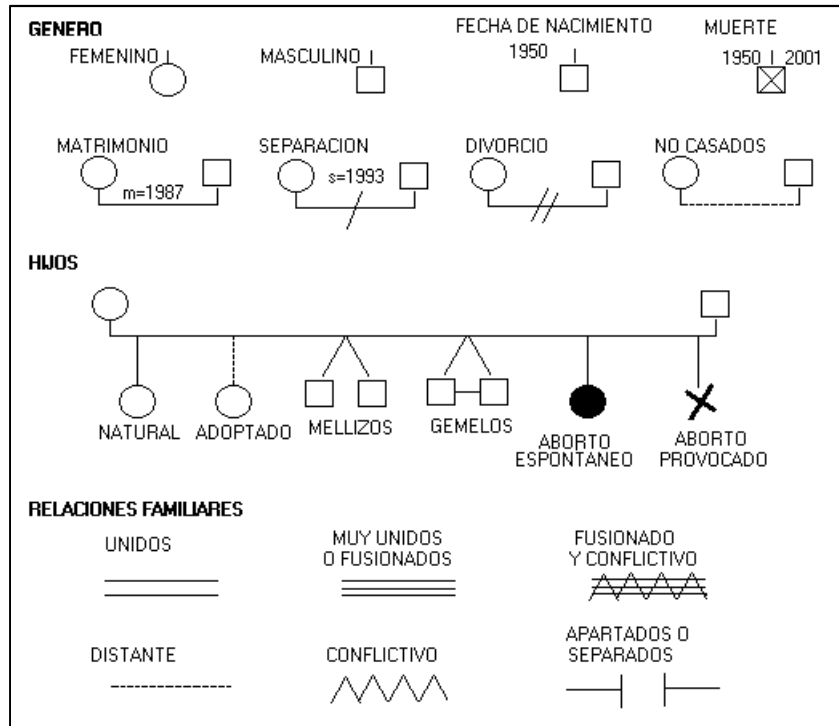 GENERO
FEMENINO
MASCULINO
FECHA DE NACIMIENTO
1950
MUERTE
1950 2001
MATRIMONIO
m=1987
SEPARACION
s=1993
DIVORCIO
NO CASADOS
HIJOS
NATURAL
ADOPTADO
MELLIZOS
GEMELOS
ABORTO
ESPONTANEO
ABORTO
PROVOCADO
RELACIONES FAMILIARES
UNIDOS
MUY UNIDOS
O FUSIONADOS
FUSIONADO
Y CONFLICTIVO
DISTANTE
CONFLICTIVO
APARTADOS O
SEPARADOS